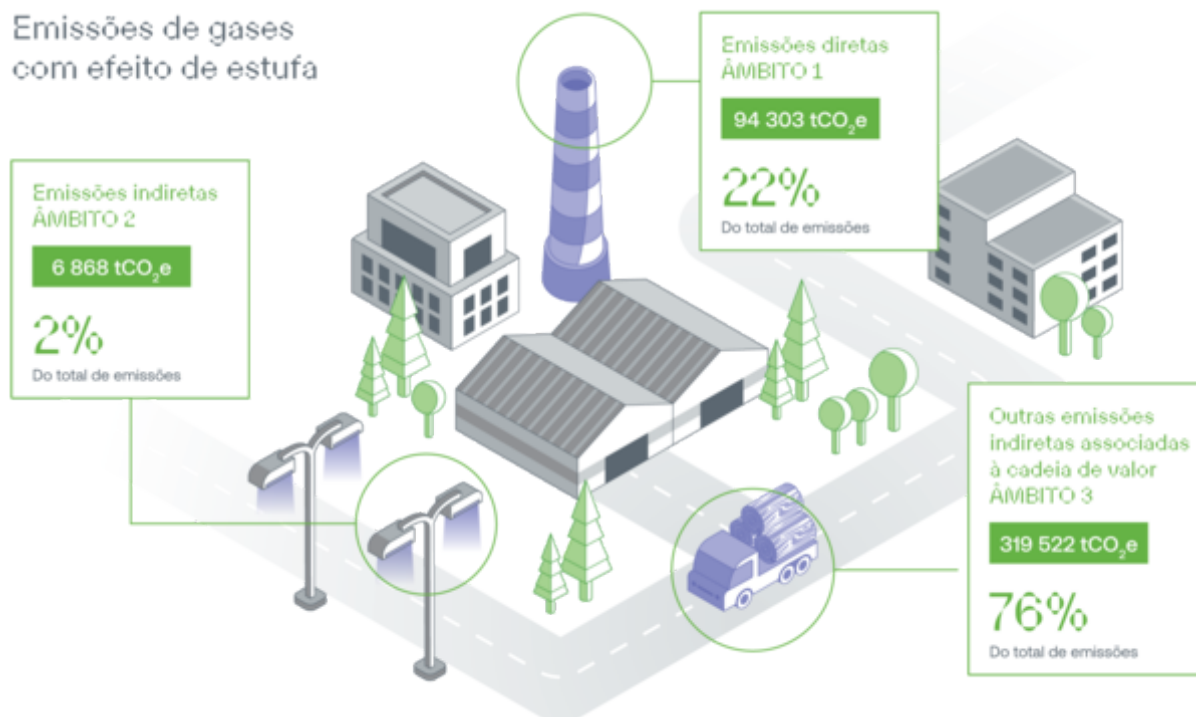 Emissões de gases
com efeito de estufa
Emissões diretas
ÂMBITO 1
94 303 tCO₂e
22%
Do total de emissões
Emissões indiretas
ÂMBITO 2
6 868 tCO₂e
2%
Do total de emissões
Outras emissões
indiretas associadas
à cadeia de valor
ÂMBITO 3
319 522 tCO₂e
76%
Do total de emissões